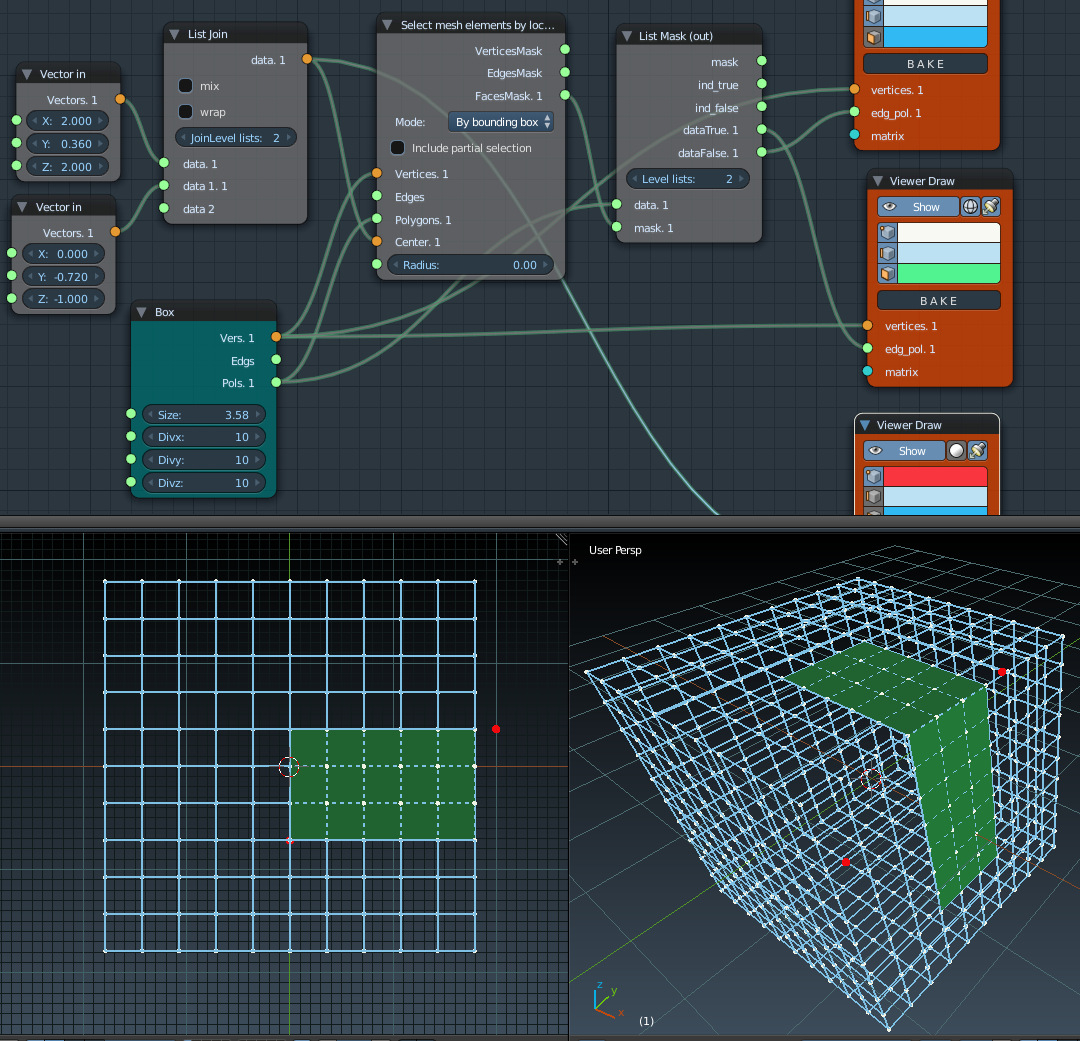 Vector in
Vectors. 1
X: 2.000
Y: 0.360
Z: 2.000
Vector in
Vectors. 1
X: 0.000
Y: -0.720
Z: -1.000
List Join
data. 1
mix
wrap
JoinLevel lists: 2
data. 1
data 1. 1
data 2
Box
Vers. 1
Edgs
Pols. 1
Size: 3.58
Divx: 10
Divy: 10
Divz: 10
Select mesh elements by loc...
VerticesMask
EdgesMask
FacesMask. 1
Mode: By bounding box
Include partial selection
Vertices. 1
Edges
Polygons. 1
Center. 1
Radius: 0.00
List Mask (out)
mask
ind_true
ind_false
dataTrue. 1
dataFalse. 1
Level lists: 2
data. 1
mask. 1
BAKE
vertices. 1
edg_pol. 1
matrix
Viewer Draw
Show
BAKE
vertices. 1
edg_pol. 1
matrix
Viewer Draw
Show
User Persp
z
y
x
(1)